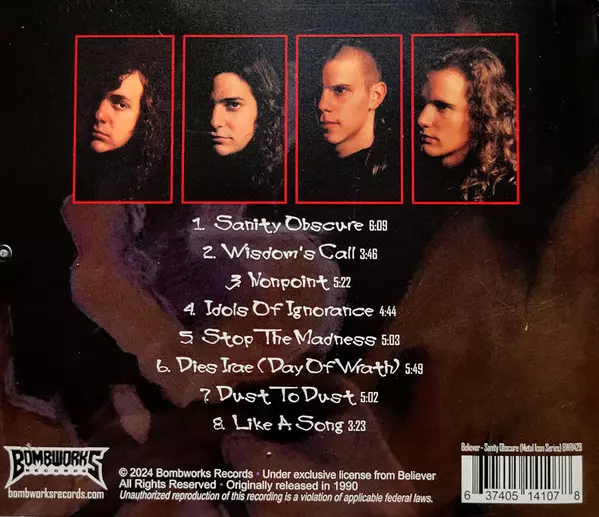 1. Sanity Obscure 6:09
2. Wisdom's Call 3:46
3. Nonpoint 5:22
4. Idols Of Ignorance 4:44
5. Stop The Madness 5:03
6. Dies Irae (Day Of Wrath) 5:49
7. Dust To Dust 5:02
8. Like A Song 3:23
BOMBWORKS
RECORDS
bombworksrecords.com
© 2024 Bombworks Records • Under exclusive license from Believer
All Rights Reserved • Originally released in 1990
Unauthorized reproduction of this recording is a violation of applicable federal laws.
Believer - Sanity Obscure (Metal Icon Series) BWR1423
6 37405 14107 8